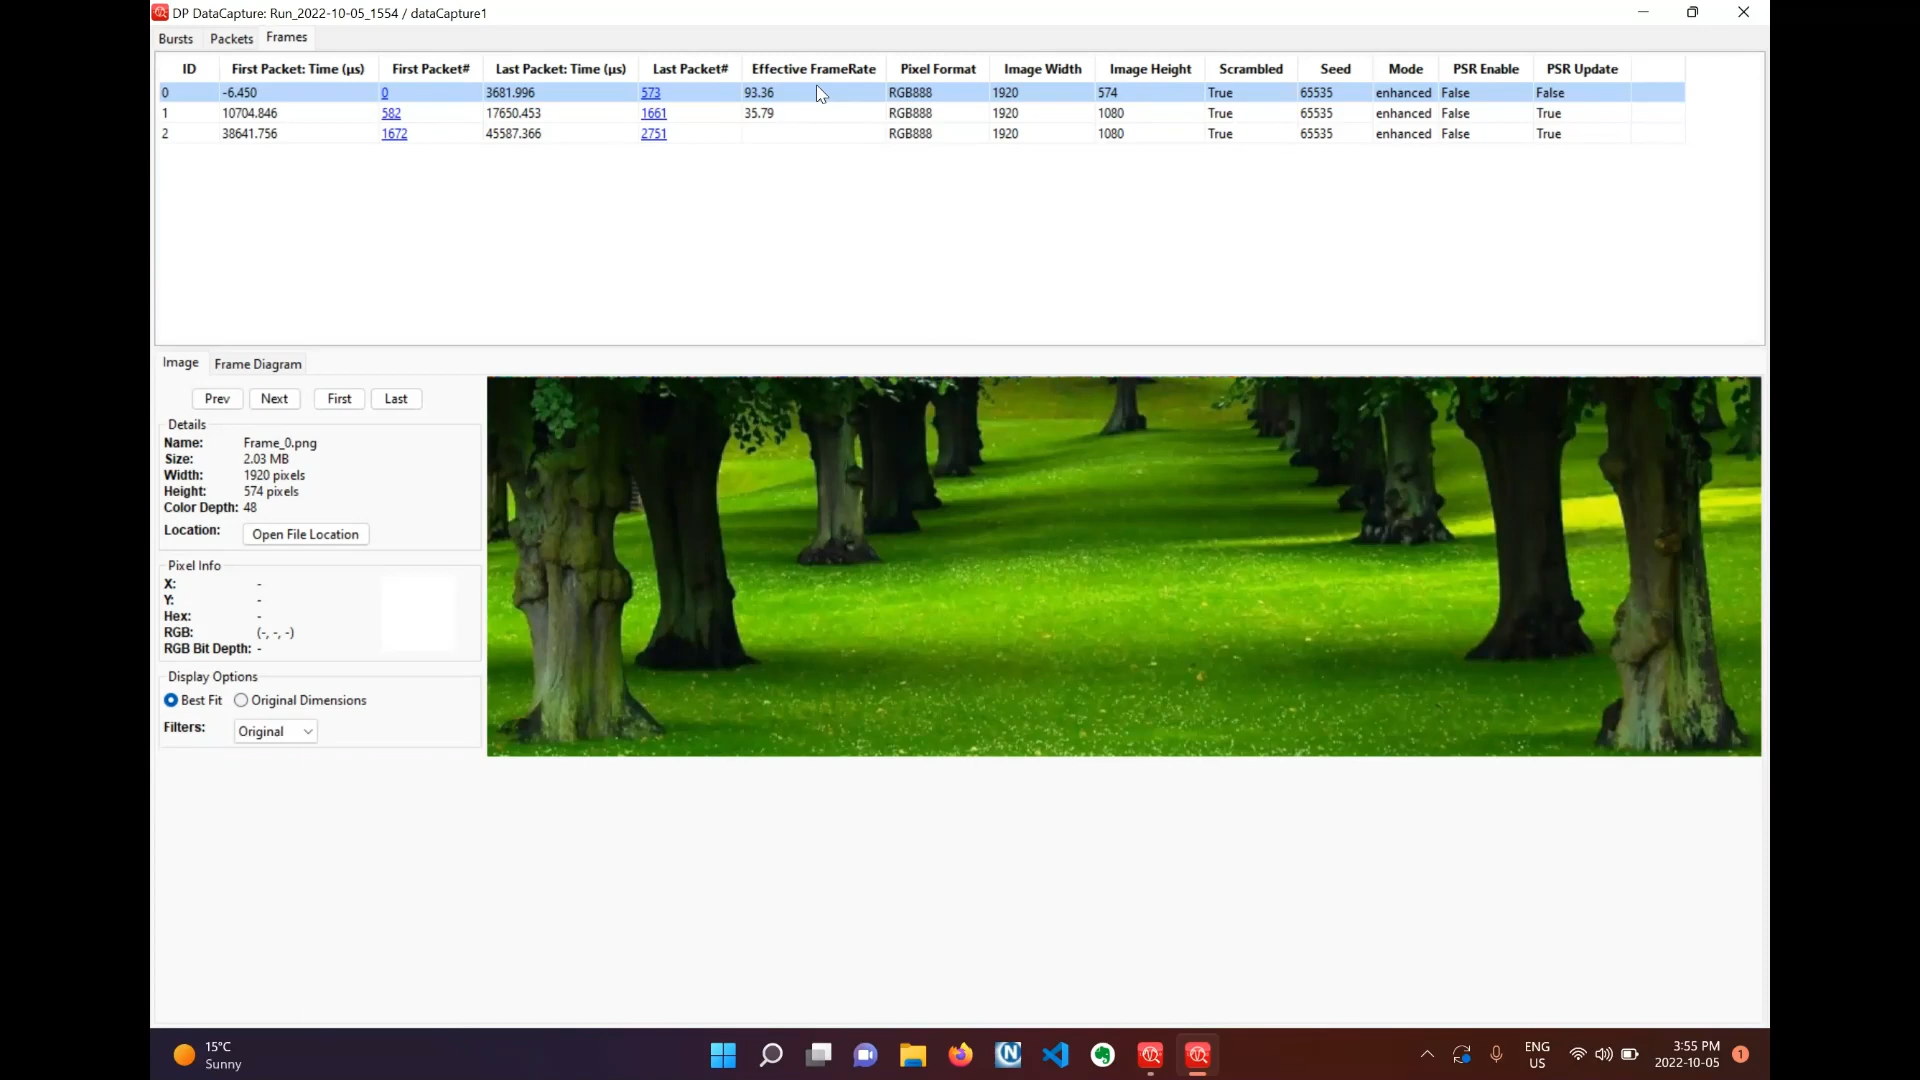 DP DataCapture: Run_2022-10-05_1554 / dataCapture1
Bursts Packets Frames
ID First Packet: Time (µs) First Packet# Last Packet: Time (µs) Last Packet# Effective FrameRate Pixel Format Image Width Image Height Scrambled Seed Mode PSR Enable PSR Update
0 -6.450 0 3681.996 573 93.36 RGB888 1920 574 True 65535 enhanced False False
1 10704.846 582 17650.453 1661 35.79 RGB888 1920 1080 True 65535 enhanced False True
2 38641.756 1672 45587.366 2751 RGB888 1920 1080 True 65535 enhanced False True
Image Frame Diagram
Prev Next First Last
Details
Name: Frame_0.png
Size: 2.03 MB
Width: 1920 pixels
Height: 574 pixels
Color Depth: 48
Location: Open File Location
Pixel Info
X: -
Y: -
Hex: -
RGB: (-, -, -)
RGB Bit Depth: -
Display Options
Best Fit Original Dimensions
Filters: Original
15°C
Sunny
ENG
US
3:55 PM
2022-10-05
1